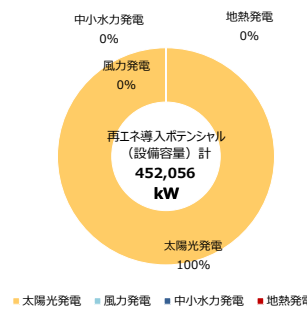 中小水力発電
0%
地熱発電
0%
風力発電
0%
再エネ導入ポテンシャル
（設備容量）計
452,056
kW
太陽光発電
100%
太陽光発電 風力発電 中小水力発電 地熱発電